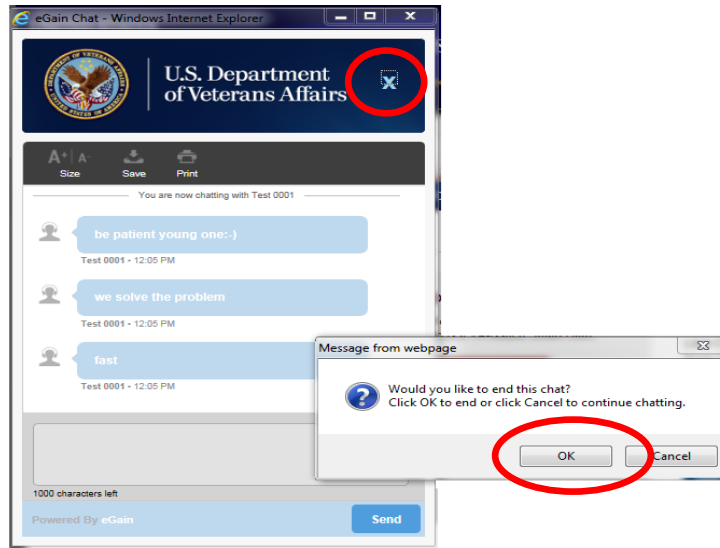 eGain Chat - Windows Internet Explorer
U.S. Department
of Veterans Affairs
x
A+ A-
Size
Save
Print
You are now chatting with Test 0001
be patient young one:-)
Test 0001 - 12:05 PM
we solve the problem
Test 0001 - 12:05 PM
fast
Test 0001 - 12:05 PM
1000 characters left
Powered By eGain
Send
Message from webpage
Would you like to end this chat?
Click OK to end or click Cancel to continue chatting.
OK
Cancel